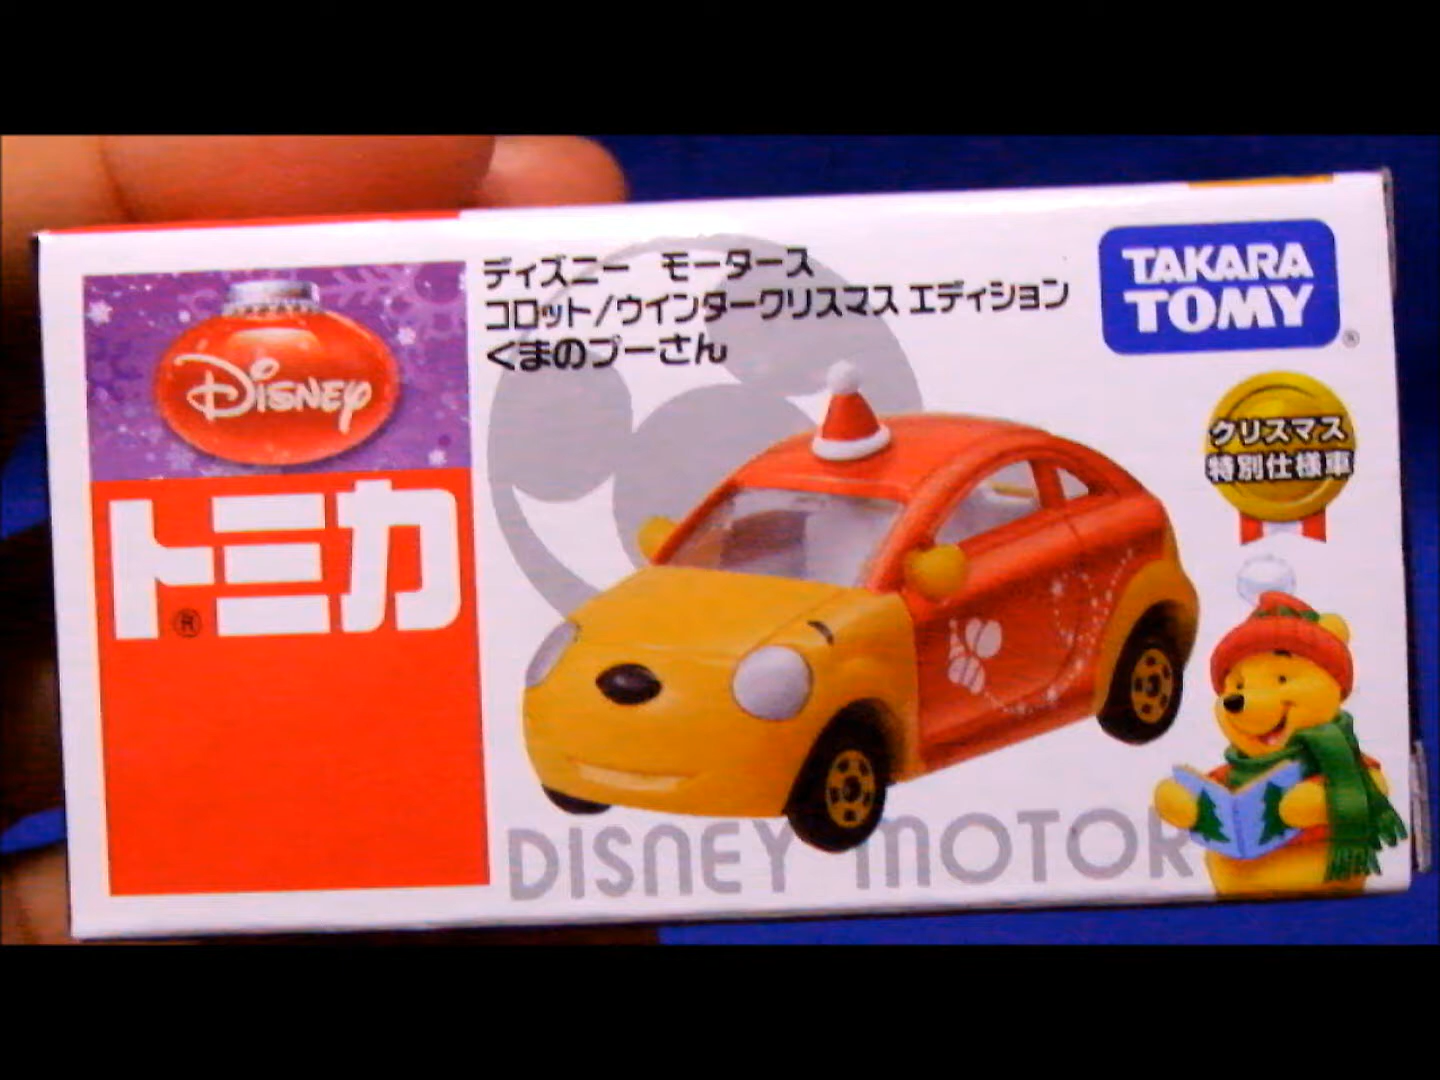 ディズニー モータース
コロット/ウインタークリスマス エディション
くまのプーさん
TAKARA
TOMY
®
Disney
トミカ
®
クリスマス
特別仕様車
DISNEY MOTOR